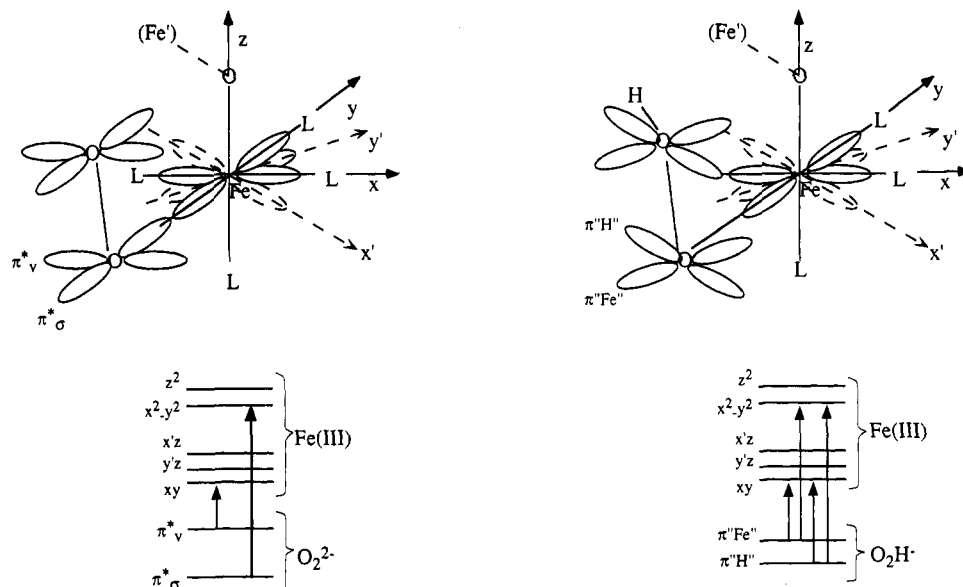 (Fe')
z
y
L
y'
L
Fe
L
x
x'
L
π*ν
π*σ
(Fe')
z
H
y
L
y'
Fe
L
x
x'
L
π"H"
π"Fe"
z²
x²-y²
x'z
y'z
xy
Fe(III)
π*ν
π*σ
O₂²⁻
z²
x²-y²
x'z
y'z
xy
Fe(III)
π"Fe"
π"H"
O₂H⁻